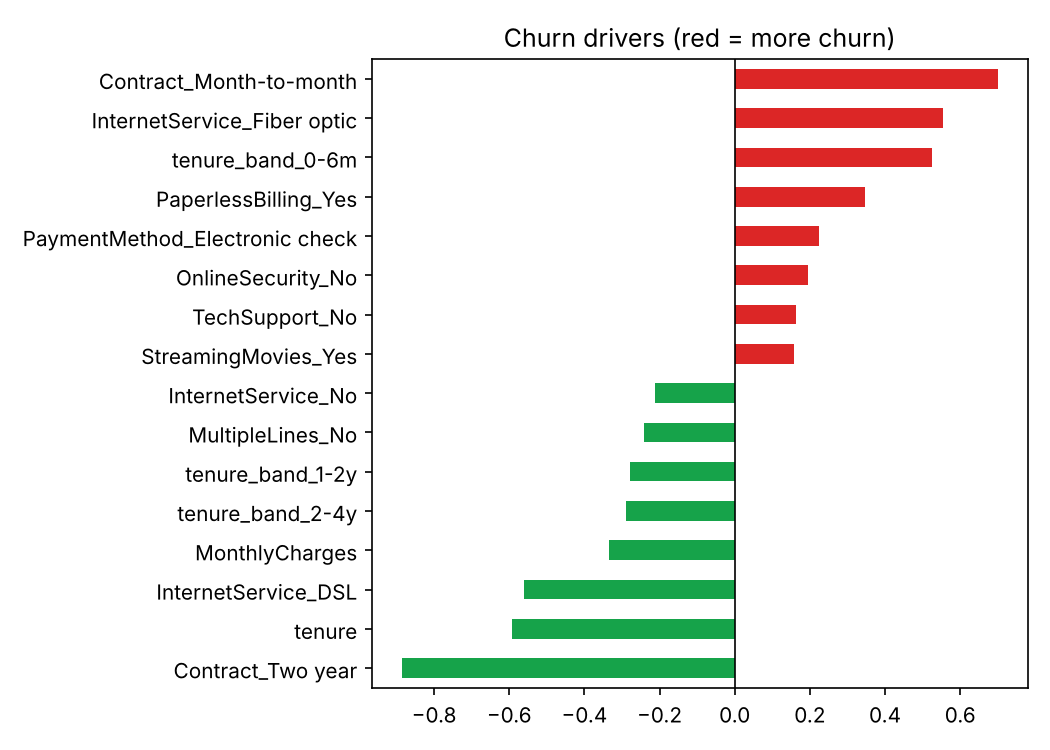 Churn drivers (red = more churn)
Contract_Month-to-month
InternetService_Fiber optic
tenure_band_0-6m
PaperlessBilling_Yes
PaymentMethod_Electronic check
OnlineSecurity_No
TechSupport_No
StreamingMovies_Yes
InternetService_No
MultipleLines_No
tenure_band_1-2y
tenure_band_2-4y
MonthlyCharges
InternetService_DSL
tenure
Contract_Two year
−0.8 −0.6 −0.4 −0.2 0.0 0.2 0.4 0.6